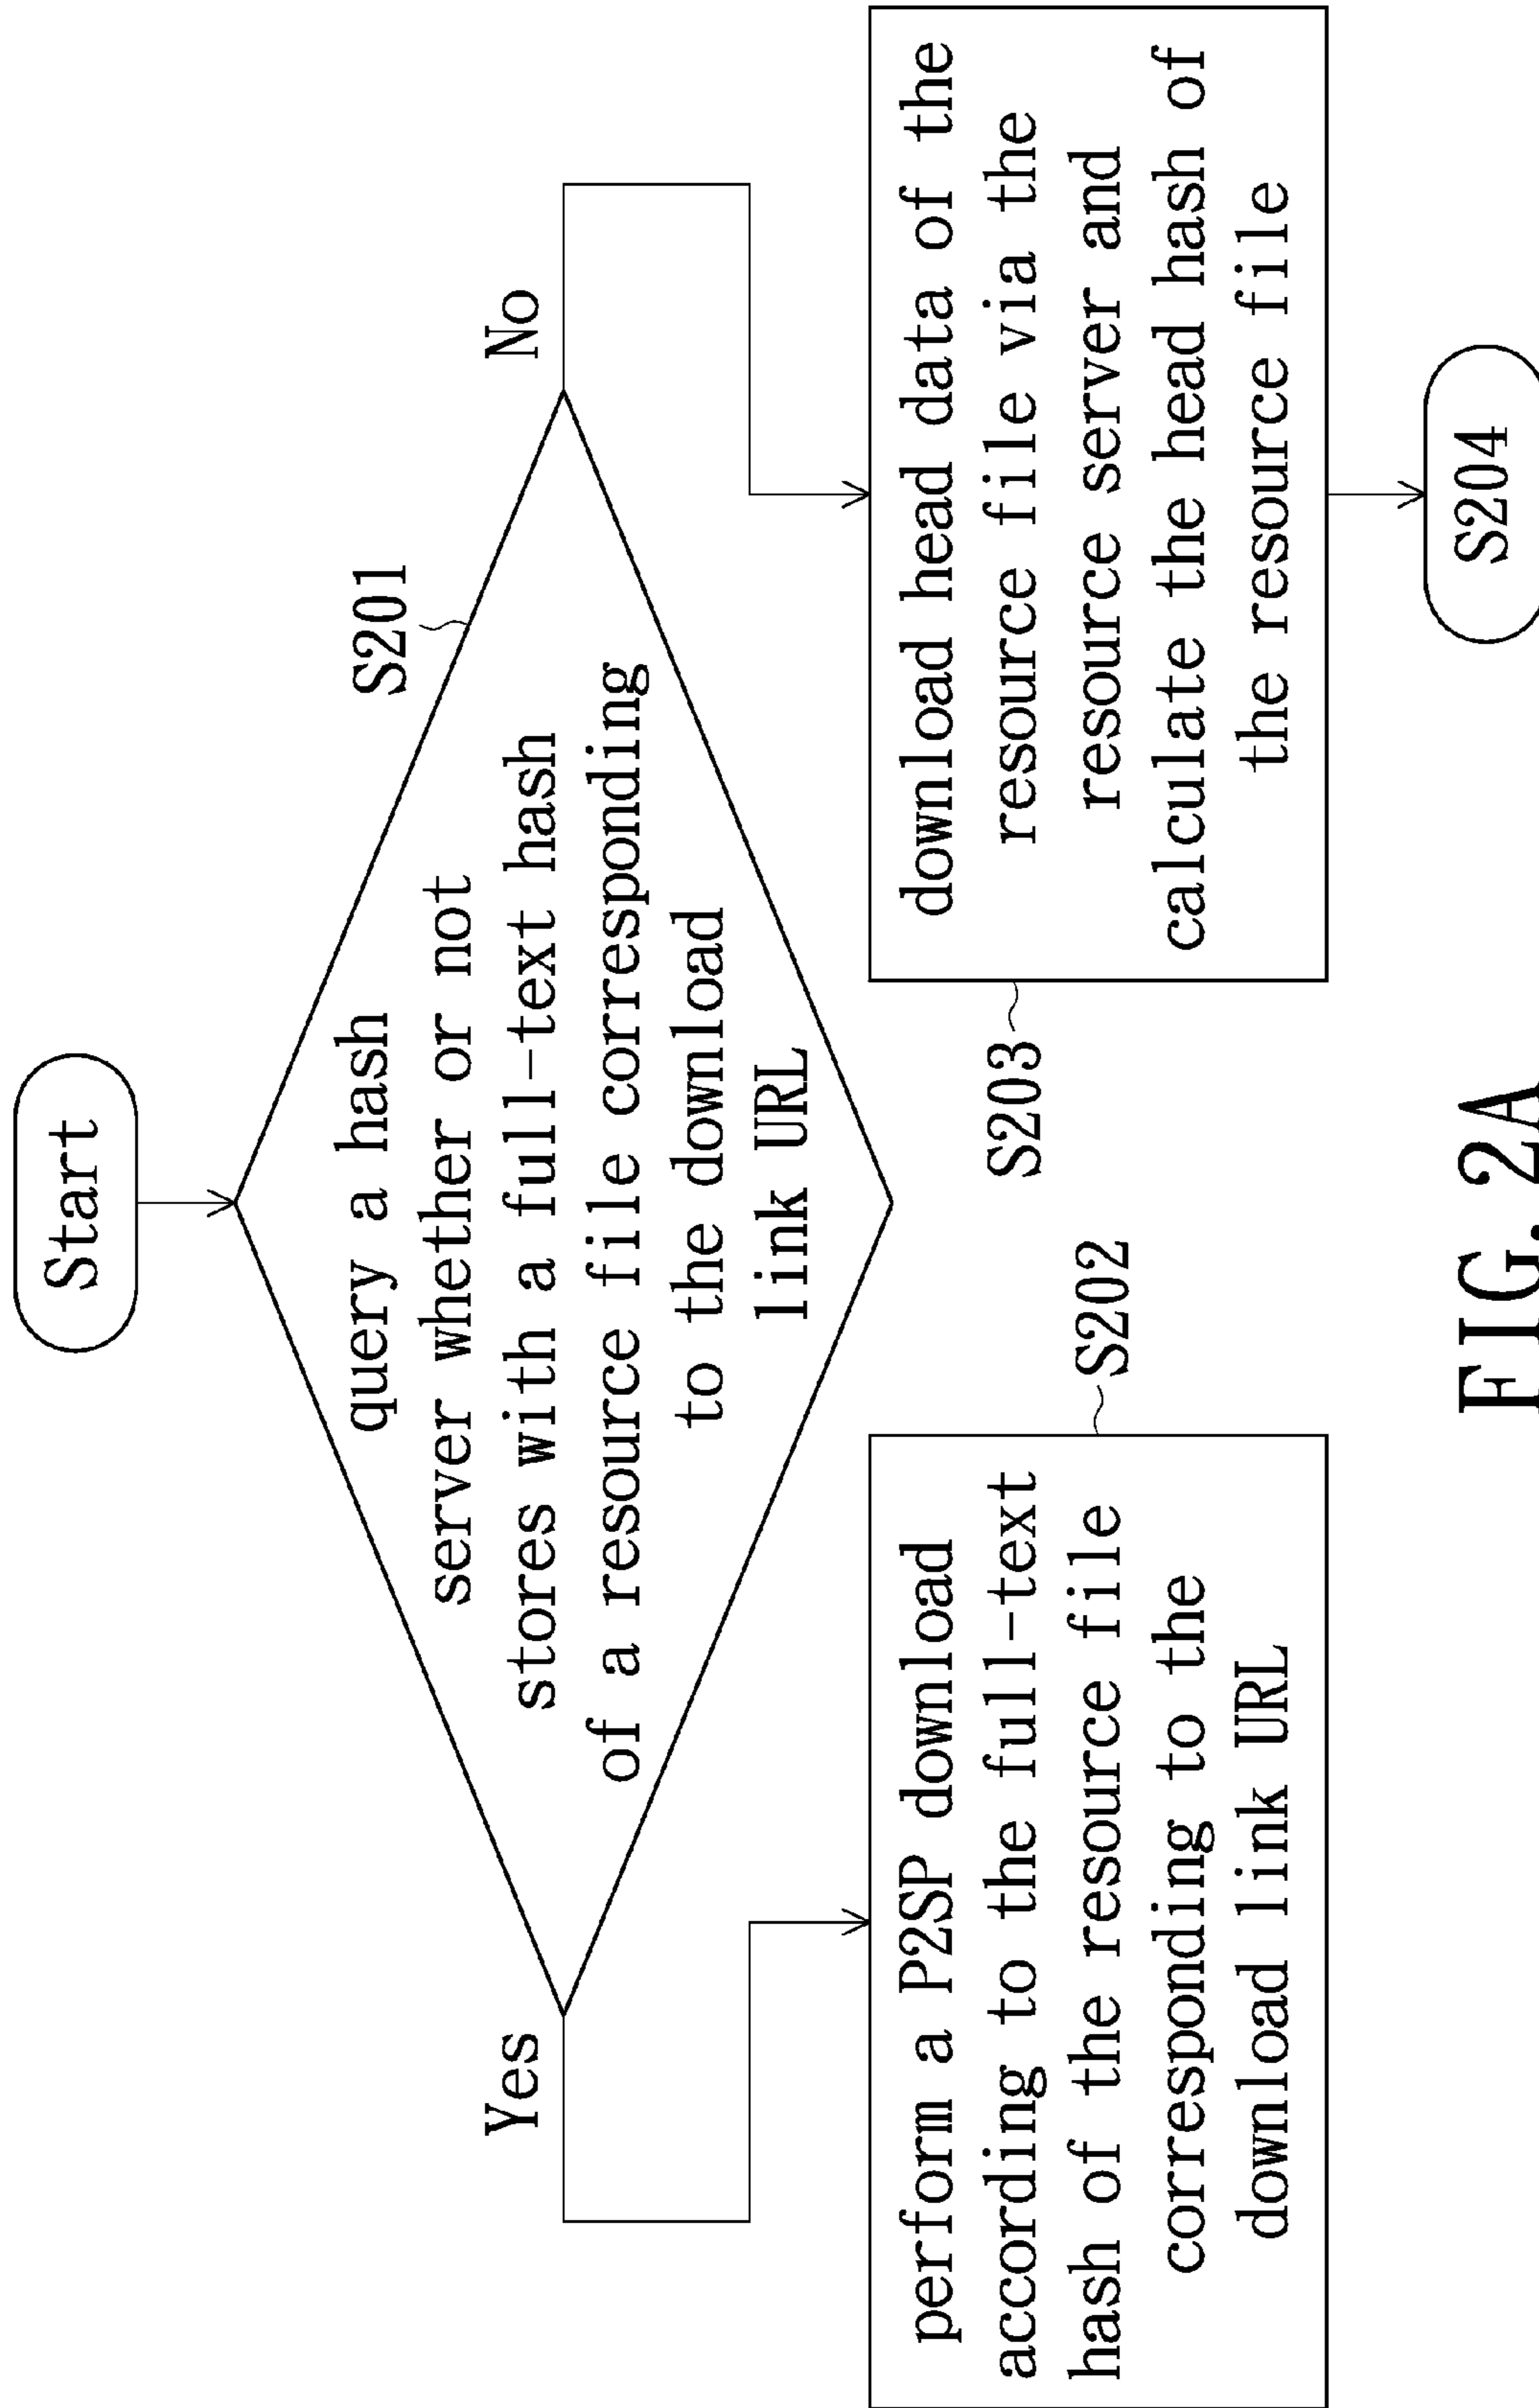 Start
S201
query a hash
server whether or not
stores with a full-text hash
of a resource file corresponding
to the download
link URL
Yes
No
perform a P2SP download
according to the full-text
hash of the resource file
corresponding to the
download link URL
S202
S203
download head data of the
resource file via the
resource server and
calculate the head hash of
the resource file
S204
FIG. 2A